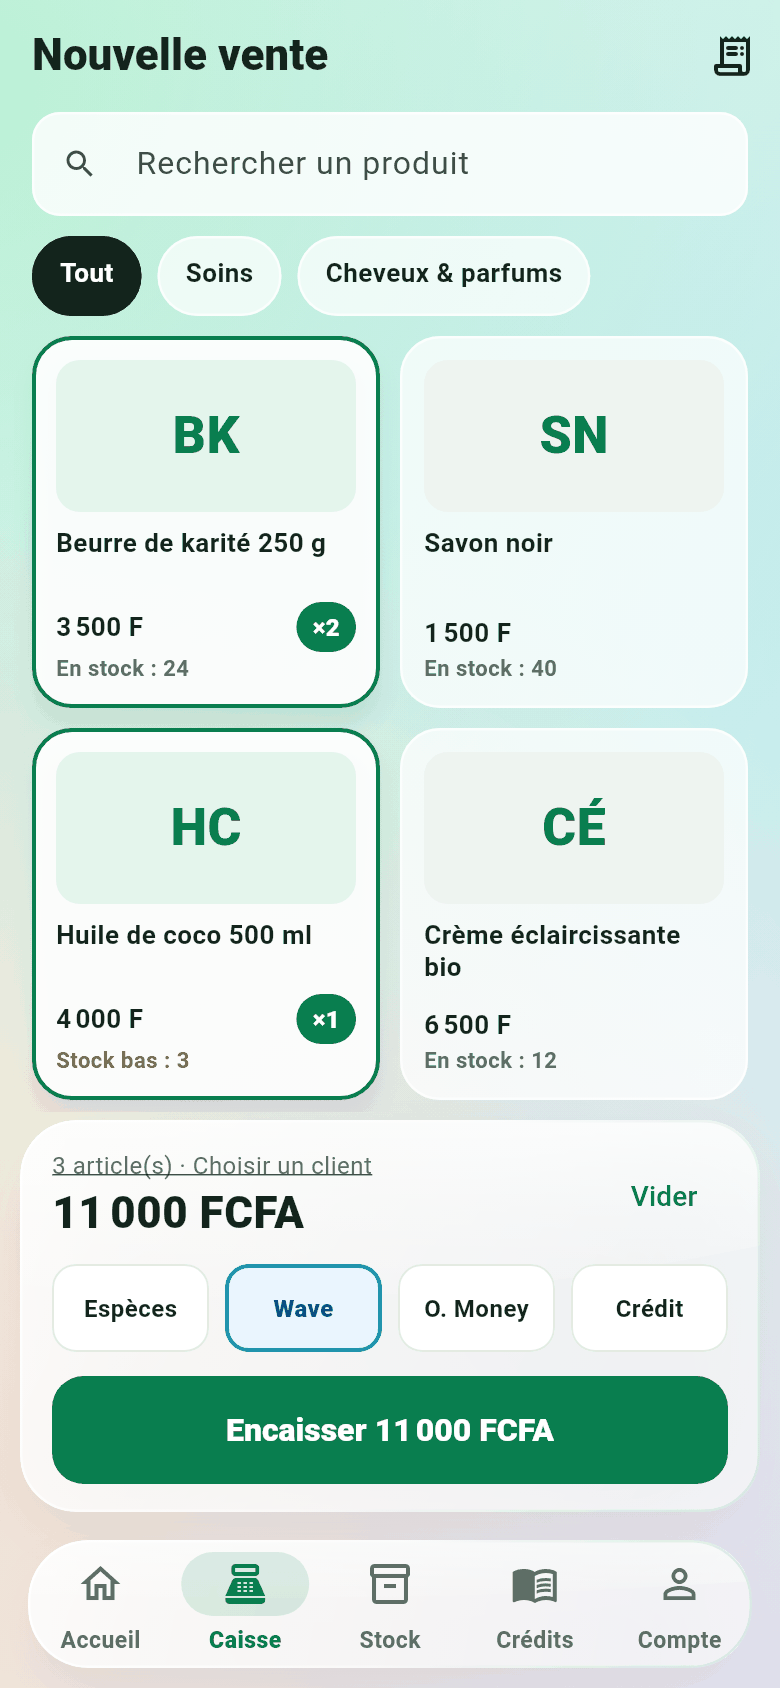 Nouvelle vente
Rechercher un produit
Tout
Soins
Cheveux & parfums
BK
Beurre de karité 250 g
3 500 F
×2
En stock : 24
SN
Savon noir
1 500 F
En stock : 40
HC
Huile de coco 500 ml
4 000 F
×1
Stock bas : 3
CÉ
Crème éclaircissante
bio
6 500 F
En stock : 12
3 article(s) · Choisir un client
11 000 FCFA
Vider
Espèces
Wave
O. Money
Crédit
Encaisser 11 000 FCFA
Accueil
Caisse
Stock
Crédits
Compte